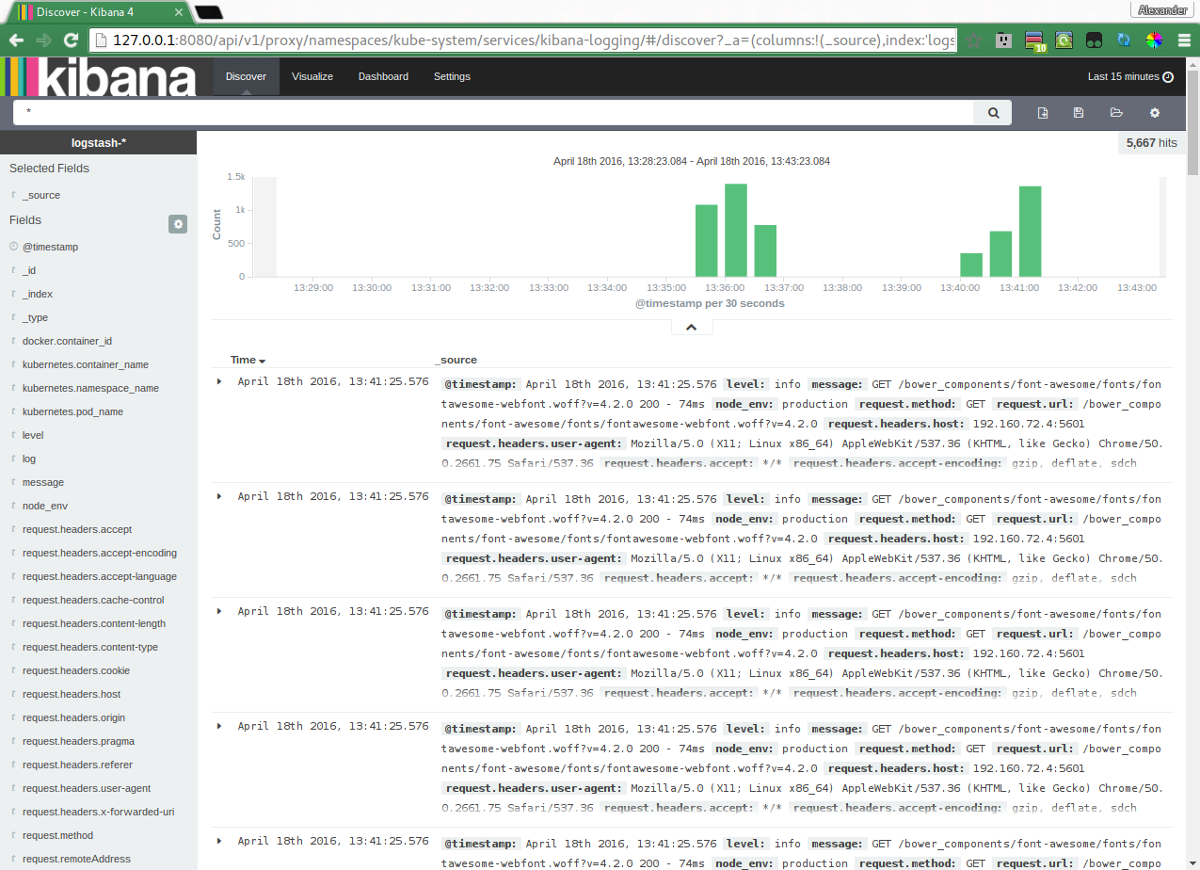 Discover - Kibana 4
Alexander
127.0.0.1:8080/api/v1/proxy/namespaces/kube-system/services/kibana-logging/#/discover?_a=(columns:!(_source),index:'logs
10
kibana
Discover Visualize Dashboard Settings
Last 15 minutes
*
logstash-*
5,667 hits
Selected Fields
t _source
Fields
@timestamp
t _id
t _index
t _type
docker.container_id
t kubernetes.container_name
t kubernetes.namespace_name
t kubernetes.pod_name
t level
t log
t message
t node_env
t request.headers.accept
t request.headers.accept-encoding
t request.headers.accept-language
t request.headers.cache-control
t request.headers.content-length
t request.headers.content-type
t request.headers.cookie
t request.headers.host
t request.headers.origin
t request.headers.pragma
t request.headers.referer
t request.headers.user-agent
t request.headers.x-forwarded-uri
t request.method
t request.remoteAddress
April 18th 2016, 13:28:23.084 - April 18th 2016, 13:43:23.084
Count
1.5k
1k
500
0
13:29:00 13:30:00 13:31:00 13:32:00 13:33:00 13:34:00 13:35:00 13:36:00 13:37:00 13:38:00 13:39:00 13:40:00 13:41:00 13:42:00 13:43:00
@timestamp per 30 seconds
Time _source
April 18th 2016, 13:41:25.576 @timestamp: April 18th 2016, 13:41:25.576 level: info message: GET /bower_components/font-awesome/fonts/fon
tawesome-webfont.woff?v=4.2.0 200 - 74ms node_env: production request.method: GET request.url: /bower_compo
nents/font-awesome/fonts/fontawesome-webfont.woff?v=4.2.0 request.headers.host: 192.160.72.4:5601
request.headers.user-agent: Mozilla/5.0 (X11; Linux x86_64) AppleWebKit/537.36 (KHTML, like Gecko) Chrome/50.
0.2661.75 Safari/537.36 request.headers.accept: */* request.headers.accept-encoding: gzip, deflate, sdch
April 18th 2016, 13:41:25.576 @timestamp: April 18th 2016, 13:41:25.576 level: info message: GET /bower_components/font-awesome/fonts/fon
tawesome-webfont.woff?v=4.2.0 200 - 74ms node_env: production request.method: GET request.url: /bower_compo
nents/font-awesome/fonts/fontawesome-webfont.woff?v=4.2.0 request.headers.host: 192.160.72.4:5601
request.headers.user-agent: Mozilla/5.0 (X11; Linux x86_64) AppleWebKit/537.36 (KHTML, like Gecko) Chrome/50.
0.2661.75 Safari/537.36 request.headers.accept: */* request.headers.accept-encoding: gzip, deflate, sdch
April 18th 2016, 13:41:25.576 @timestamp: April 18th 2016, 13:41:25.576 level: info message: GET /bower_components/font-awesome/fonts/fon
tawesome-webfont.woff?v=4.2.0 200 - 74ms node_env: production request.method: GET request.url: /bower_compo
nents/font-awesome/fonts/fontawesome-webfont.woff?v=4.2.0 request.headers.host: 192.160.72.4:5601
request.headers.user-agent: Mozilla/5.0 (X11; Linux x86_64) AppleWebKit/537.36 (KHTML, like Gecko) Chrome/50.
0.2661.75 Safari/537.36 request.headers.accept: */* request.headers.accept-encoding: gzip, deflate, sdch
April 18th 2016, 13:41:25.576 @timestamp: April 18th 2016, 13:41:25.576 level: info message: GET /bower_components/font-awesome/fonts/fon
tawesome-webfont.woff?v=4.2.0 200 - 74ms node_env: production request.method: GET request.url: /bower_compo
nents/font-awesome/fonts/fontawesome-webfont.woff?v=4.2.0 request.headers.host: 192.160.72.4:5601
request.headers.user-agent: Mozilla/5.0 (X11; Linux x86_64) AppleWebKit/537.36 (KHTML, like Gecko) Chrome/50.
0.2661.75 Safari/537.36 request.headers.accept: */* request.headers.accept-encoding: gzip, deflate, sdch
April 18th 2016, 13:41:25.576 @timestamp: April 18th 2016, 13:41:25.576 level: info message: GET /bower_components/font-awesome/fonts/fon
tawesome-webfont.woff?v=4.2.0 200 - 74ms node_env: production request.method: GET request.url: /bower_compo